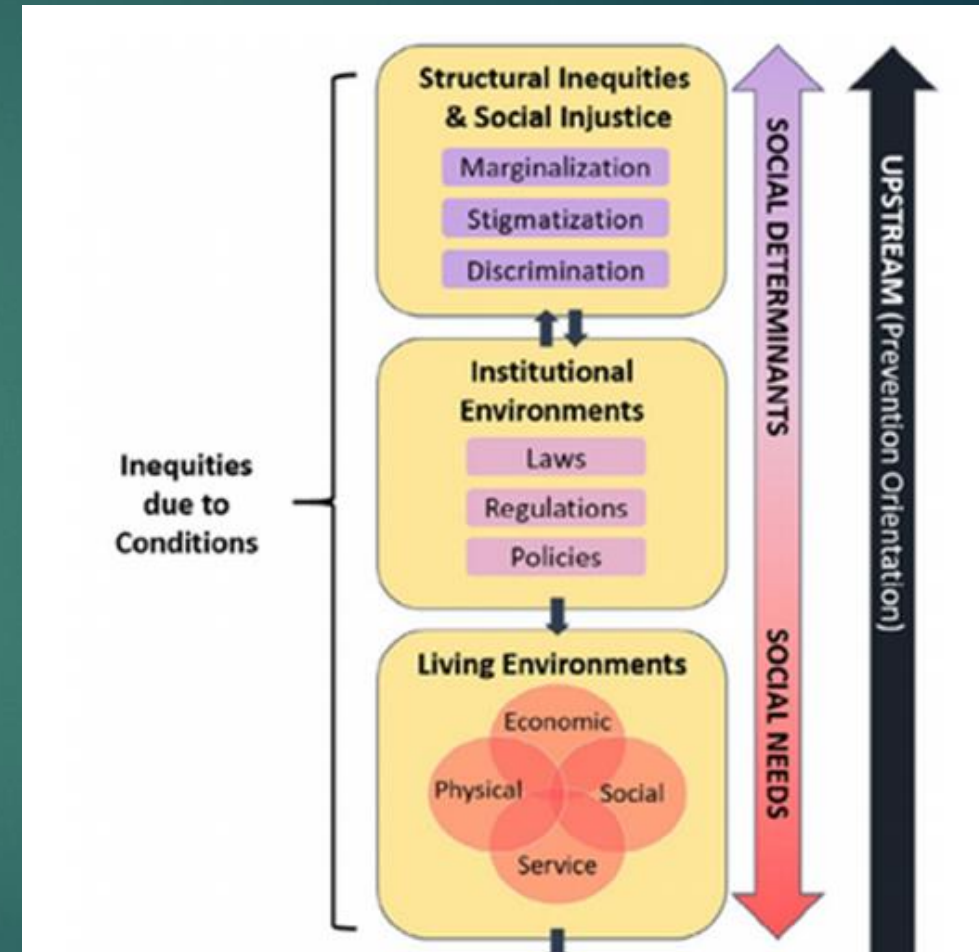 Structural Inequities
& Social Injustice
Marginalization
Stigmatization
Discrimination
Institutional
Environments
Laws
Regulations
Policies
Living Environments
Economic
Physical
Social
Service
Inequities
due to
Conditions
SOCIAL DETERMINANTS
SOCIAL NEEDS
UPSTREAM (Prevention Orientation)